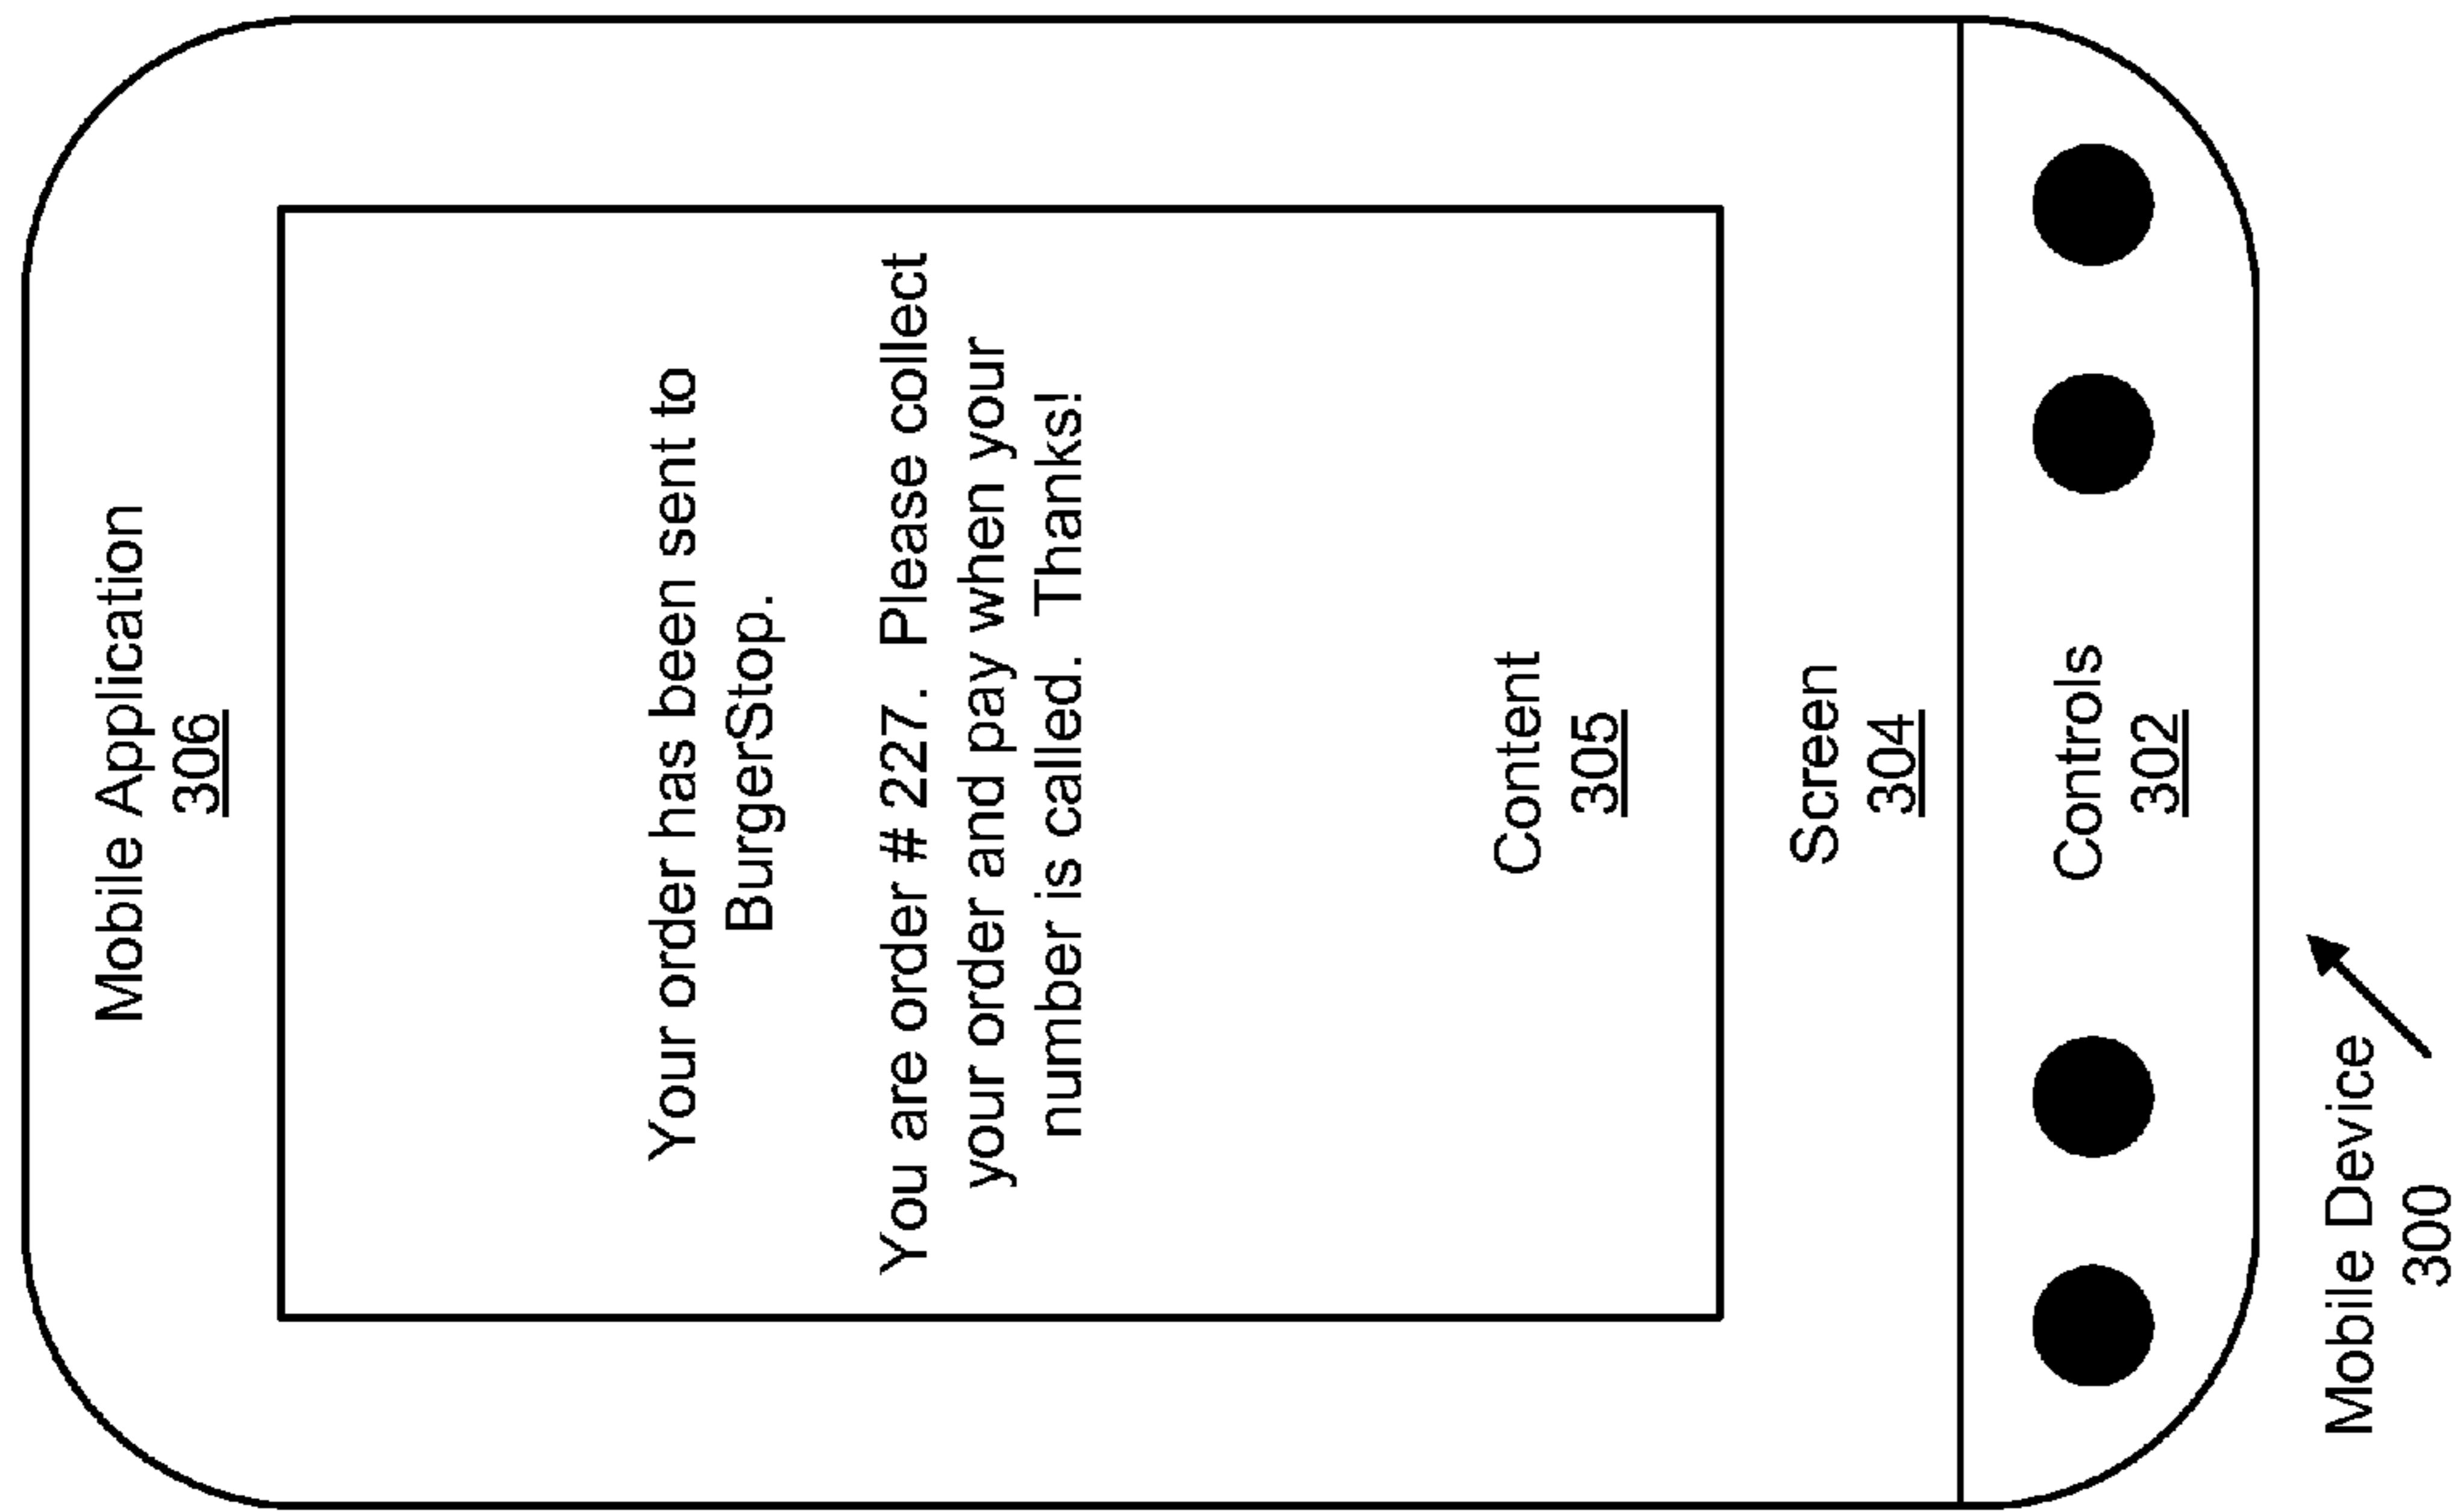 Mobile Application
306
Your order has been sent to
BurgerStop.
You are order # 227. Please collect
your order and pay when your
number is called. Thanks!
Content
305
Screen
304
Controls
302
Mobile Device
300